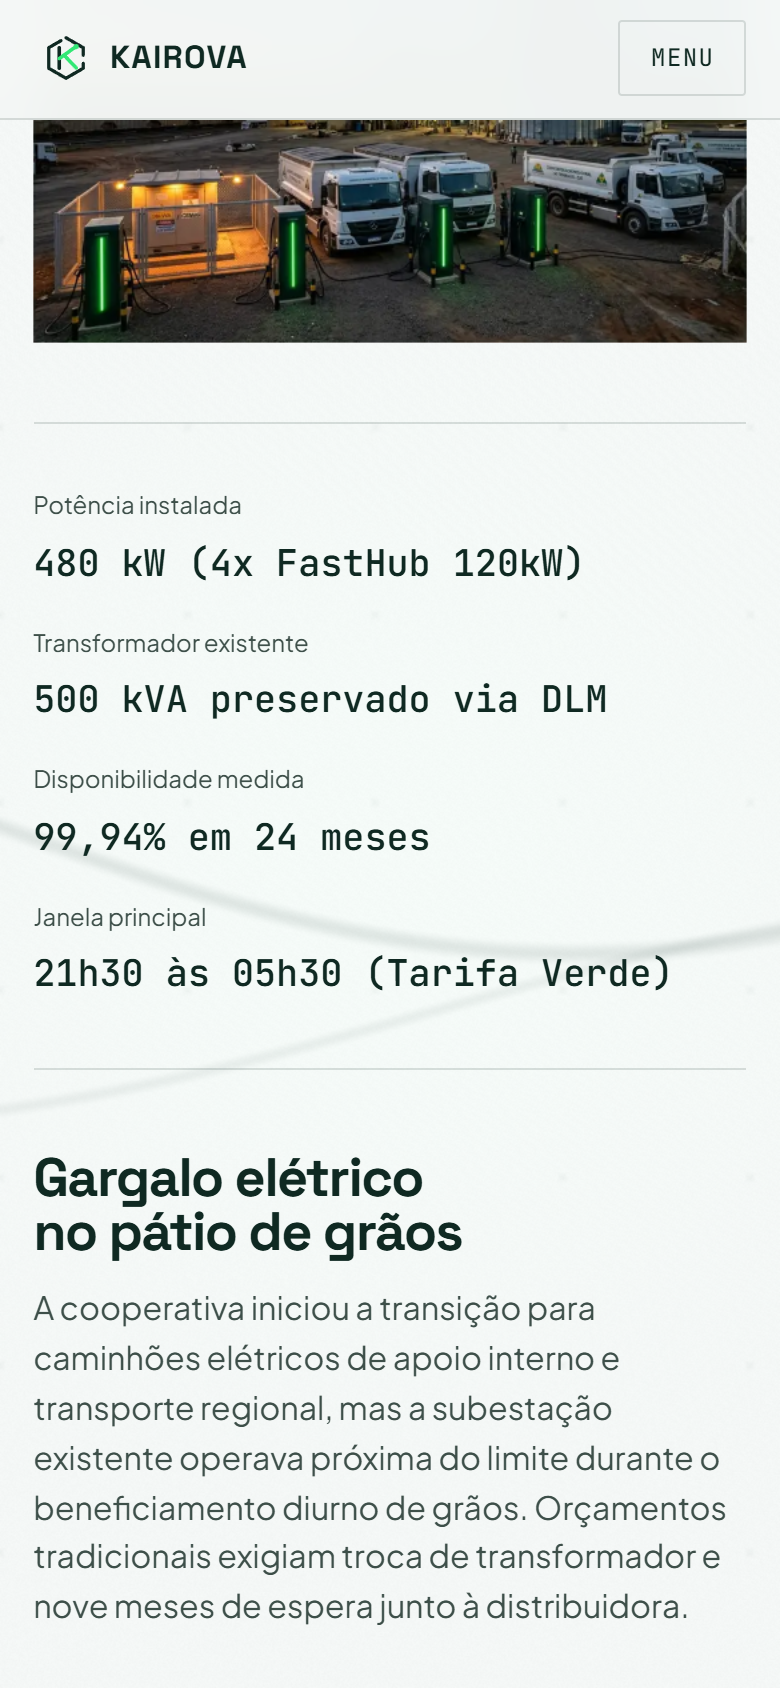 KAIROVA
MENU
Potência instalada
480 kW (4x FastHub 120kW)
Transformador existente
500 kVA preservado via DLM
Disponibilidade medida
99,94% em 24 meses
Janela principal
21h30 às 05h30 (Tarifa Verde)
Gargalo elétrico
no pátio de grãos
A cooperativa iniciou a transição para
caminhões elétricos de apoio interno e
transporte regional, mas a subestação
existente operava próxima do limite durante o
beneficiamento diurno de grãos. Orçamentos
tradicionais exigiam troca de transformador e
nove meses de espera junto à distribuidora.